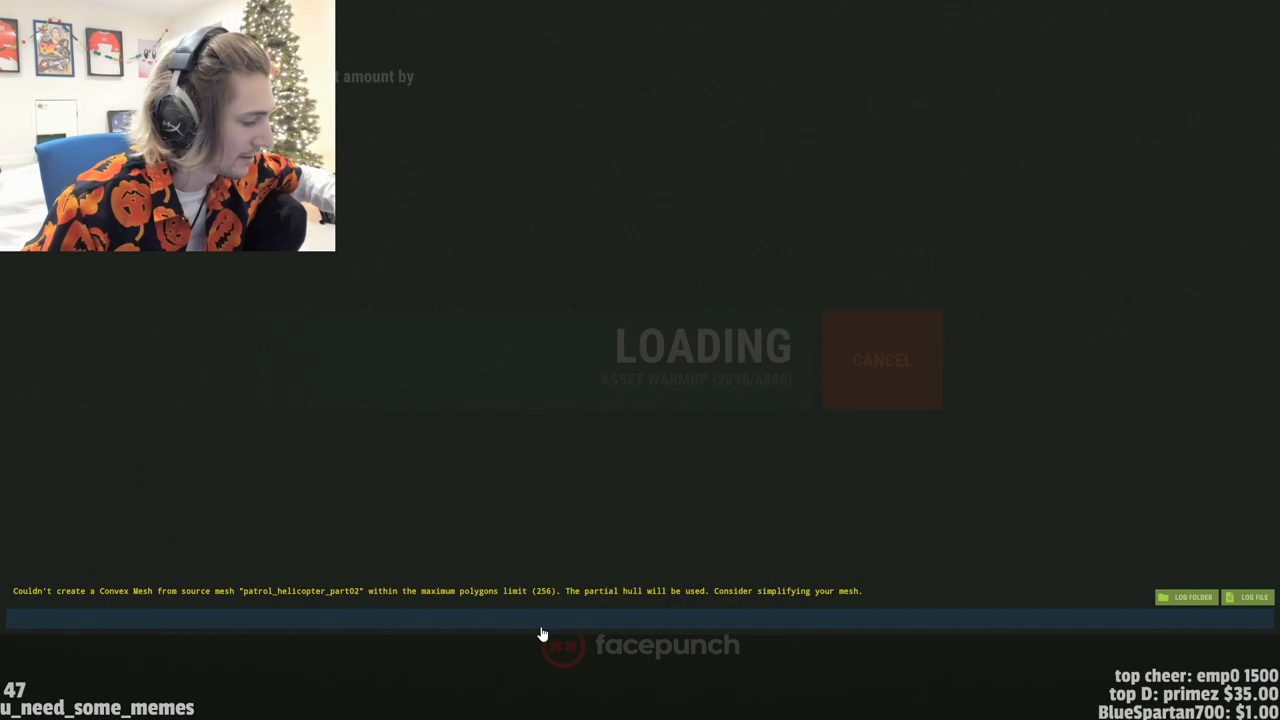 t amount by
LOADING
ASSET WARMUP (2898/6886)
CANCEL
Couldn't create a Convex Mesh from source mesh "patrol_helicopter_part02" within the maximum polygons limit (256). The partial hull will be used. Consider simplifying your mesh.
LOG FOLDER
LOG FILE
facepunch
47
u_need_some_memes
top cheer: emp0 1500
top D: primez $35.00
BlueSpartan700: $1.00